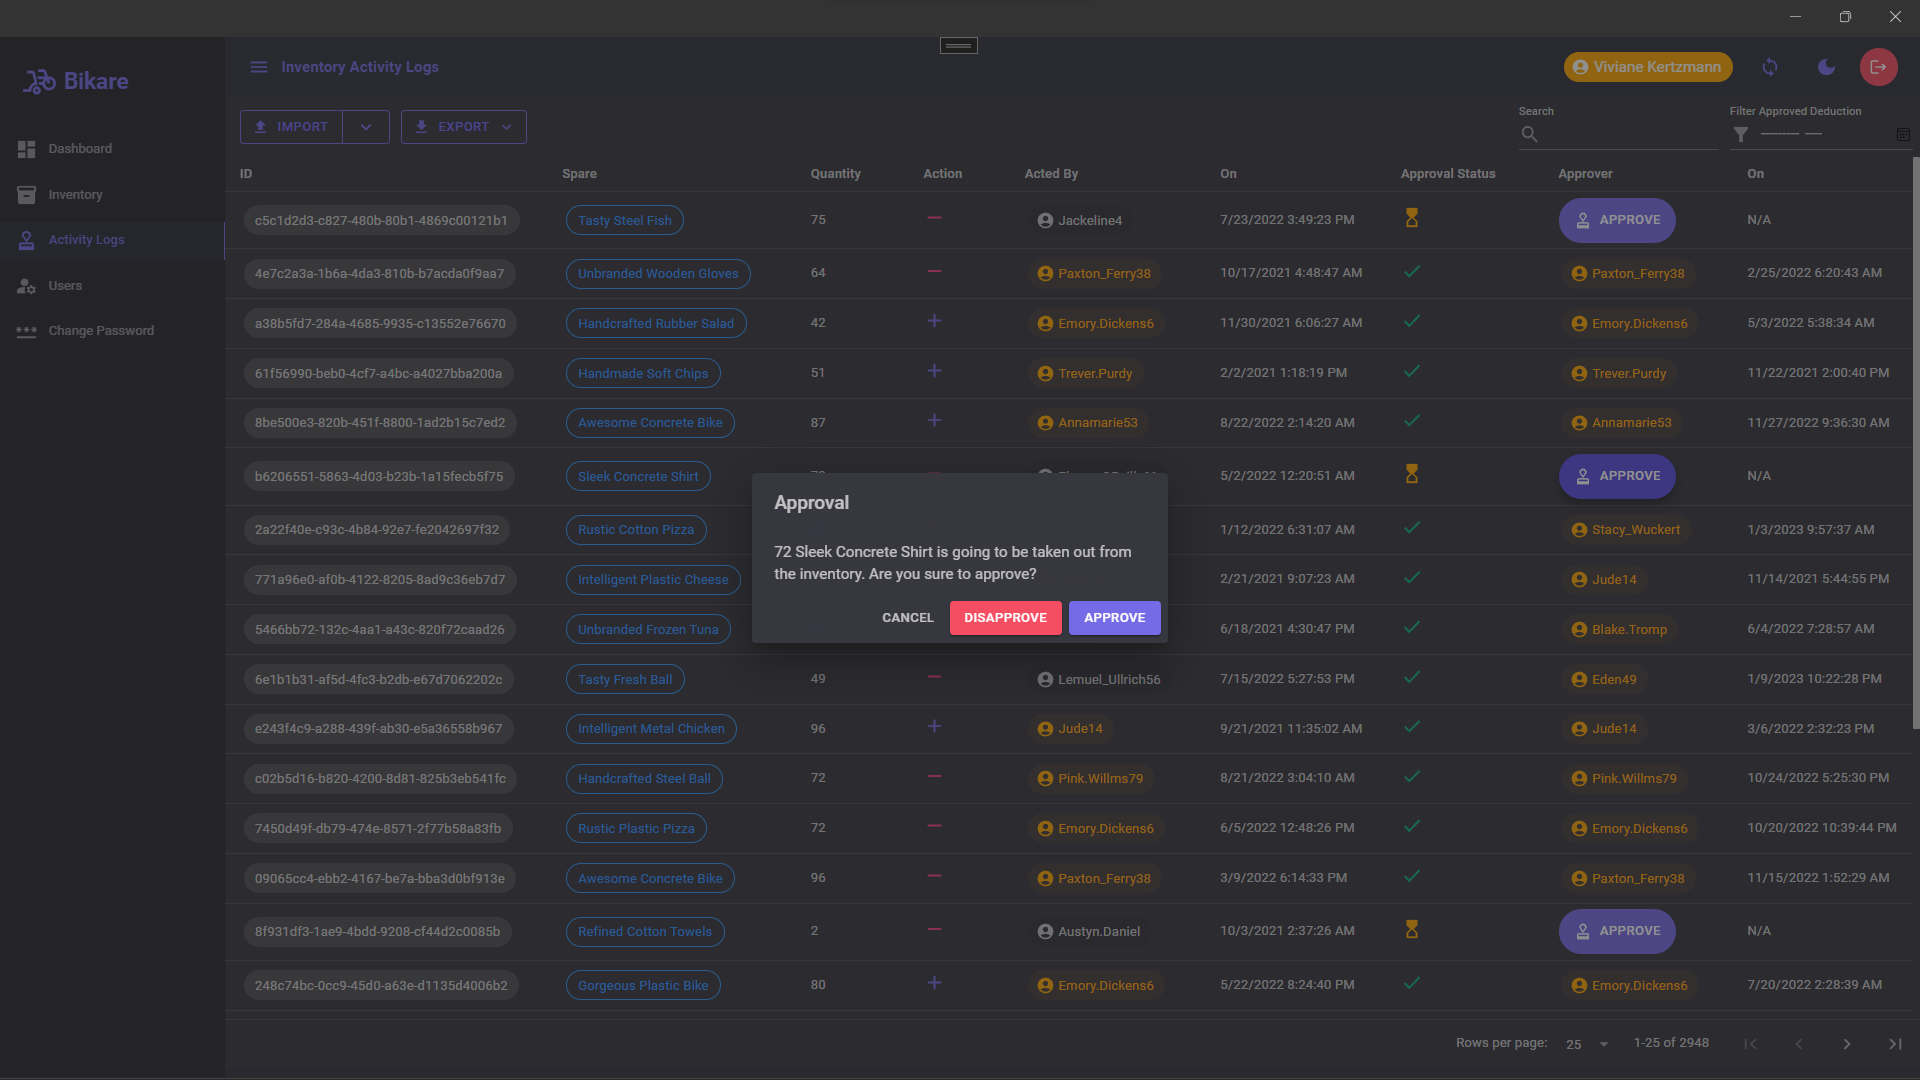 Bikare
Inventory Activity Logs
Viviane Kertzmann
Dashboard
Inventory
Activity Logs
Users
*** Change Password
IMPORT
EXPORT
Search
Filter Approved Deduction
--------- ----
ID Spare Quantity Action Acted By On Approval Status Approver On
c5c1d2d3-c827-480b-80b1-4869c00121b1 Tasty Steel Fish 75 — Jackeline4 7/23/2022 3:49:23 PM APPROVE N/A
4e7c2a3a-1b6a-4da3-810b-b7acda0f9aa7 Unbranded Wooden Gloves 64 — Paxton_Ferry38 10/17/2021 4:48:47 AM Paxton_Ferry38 2/25/2022 6:20:43 AM
a38b5fd7-284a-4685-9935-c13552e76670 Handcrafted Rubber Salad 42 + Emory.Dickens6 11/30/2021 6:06:27 AM Emory.Dickens6 5/3/2022 5:38:34 AM
61f56990-beb0-4cf7-a4bc-a4027bba200a Handmade Soft Chips 51 + Trever.Purdy 2/2/2021 1:18:19 PM Trever.Purdy 11/22/2021 2:00:40 PM
8be500e3-820b-451f-8800-1ad2b15c7ed2 Awesome Concrete Bike 87 + Annamarie53 8/22/2022 2:14:20 AM Annamarie53 11/27/2022 9:36:30 AM
b6206551-5863-4d03-b23b-1a15fecb5f75 Sleek Concrete Shirt 5/2/2022 12:20:51 AM APPROVE N/A
2a22f40e-c93c-4b84-92e7-fe2042697f32 Rustic Cotton Pizza 1/12/2022 6:31:07 AM Stacy_Wuckert 1/3/2023 9:57:37 AM
771a96e0-af0b-4122-8205-8ad9c36eb7d7 Intelligent Plastic Cheese 2/21/2021 9:07:23 AM Jude14 11/14/2021 5:44:55 PM
5466bb72-132c-4aa1-a43c-820f72caad26 Unbranded Frozen Tuna 6/18/2021 4:30:47 PM Blake.Tromp 6/4/2022 7:28:57 AM
6e1b1b31-af5d-4fc3-b2db-e67d7062202c Tasty Fresh Ball 49 — Lemuel_Ullrich56 7/15/2022 5:27:53 PM Eden49 1/9/2023 10:22:28 PM
e243f4c9-a288-439f-ab30-e5a36558b967 Intelligent Metal Chicken 96 + Jude14 9/21/2021 11:35:02 AM Jude14 3/6/2022 2:32:23 PM
c02b5d16-b820-4200-8d81-825b3eb541fc Handcrafted Steel Ball 72 — Pink.Willms79 8/21/2022 3:04:10 AM Pink.Willms79 10/24/2022 5:25:30 PM
7450d49f-db79-474e-8571-2f77b58a83fb Rustic Plastic Pizza 72 — Emory.Dickens6 6/5/2022 12:48:26 PM Emory.Dickens6 10/20/2022 10:39:44 PM
09065cc4-ebb2-4167-be7a-bba3d0bf913e Awesome Concrete Bike 96 — Paxton_Ferry38 3/9/2022 6:14:33 PM Paxton_Ferry38 11/15/2022 1:52:29 AM
8f931df3-1ae9-4bdd-9208-cf44d2c0085b Refined Cotton Towels 2 — Austyn.Daniel 10/3/2021 2:37:26 AM APPROVE N/A
248c74bc-0cc9-45d0-a63e-d1135d4006b2 Gorgeous Plastic Bike 80 + Emory.Dickens6 5/22/2022 8:24:40 PM Emory.Dickens6 7/20/2022 2:28:39 AM
Approval
72 Sleek Concrete Shirt is going to be taken out from
the inventory. Are you sure to approve?
CANCEL DISAPPROVE APPROVE
Rows per page: 25 1-25 of 2948